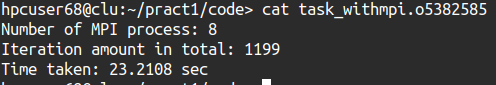 hpcuser68@clu:~/pract1/code> cat task_withmpi.o5382585
Number of MPI process: 8
Iteration amount in total: 1199
Time taken: 23.2108 sec